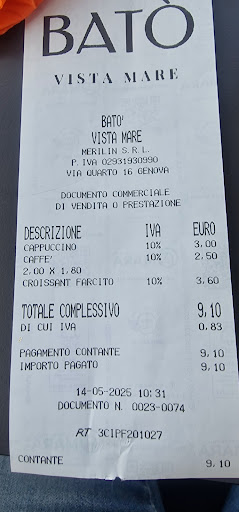 BATÒ
VISTA MARE
BATO'
VISTA MARE
MERILIN S.R.L.
P. IVA 02931930990
VIA QUARTO 16 GENOVA
DOCUMENTO COMMERCIALE
DI VENDITA O PRESTAZIONE
DESCRIZIONE IVA EURO
CAPPUCCINO 10% 3,00
CAFFE' 10% 2,50
2,00 X 1,80
CROISSANT FARCITO 10% 3,60
TOTALE COMPLESSIVO 9,10
DI CUI IVA 0,83
PAGAMENTO CONTANTE 9,10
IMPORTO PAGATO 9,10
14-05-2025 10:31
DOCUMENTO N. 0023-0074
RT 3CIPF201027
CONTANTE 9,10